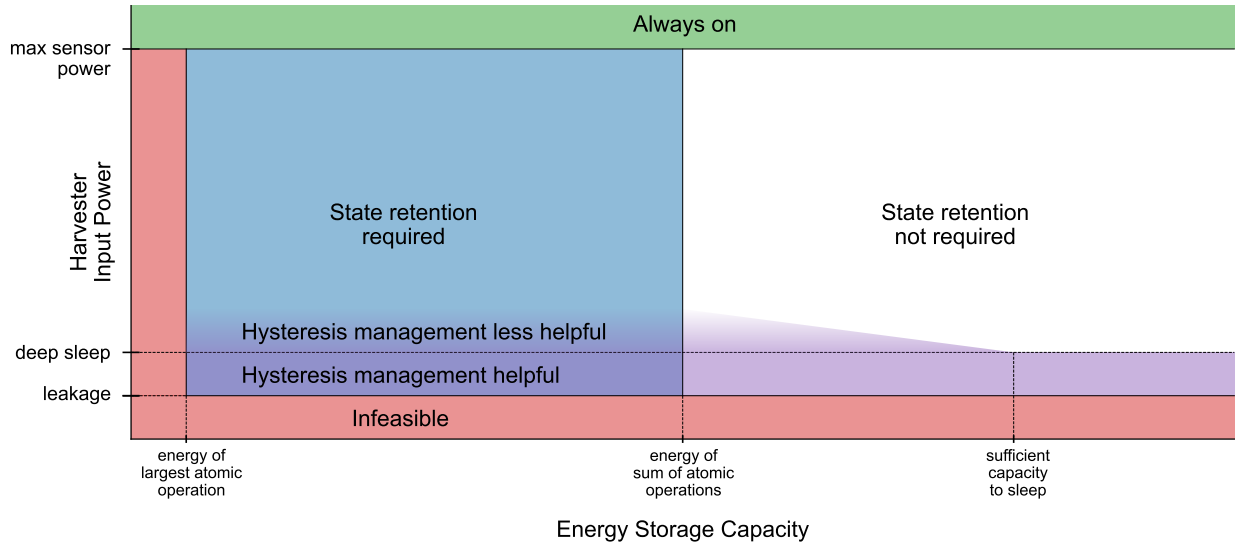 Always on
max sensor
power
Harvester
Input Power
State retention
required
State retention
not required
Hysteresis management less helpful
deep sleep
Hysteresis management helpful
leakage
Infeasible
energy of
largest atomic
operation
energy of
sum of atomic
operations
sufficient
capacity
to sleep
Energy Storage Capacity